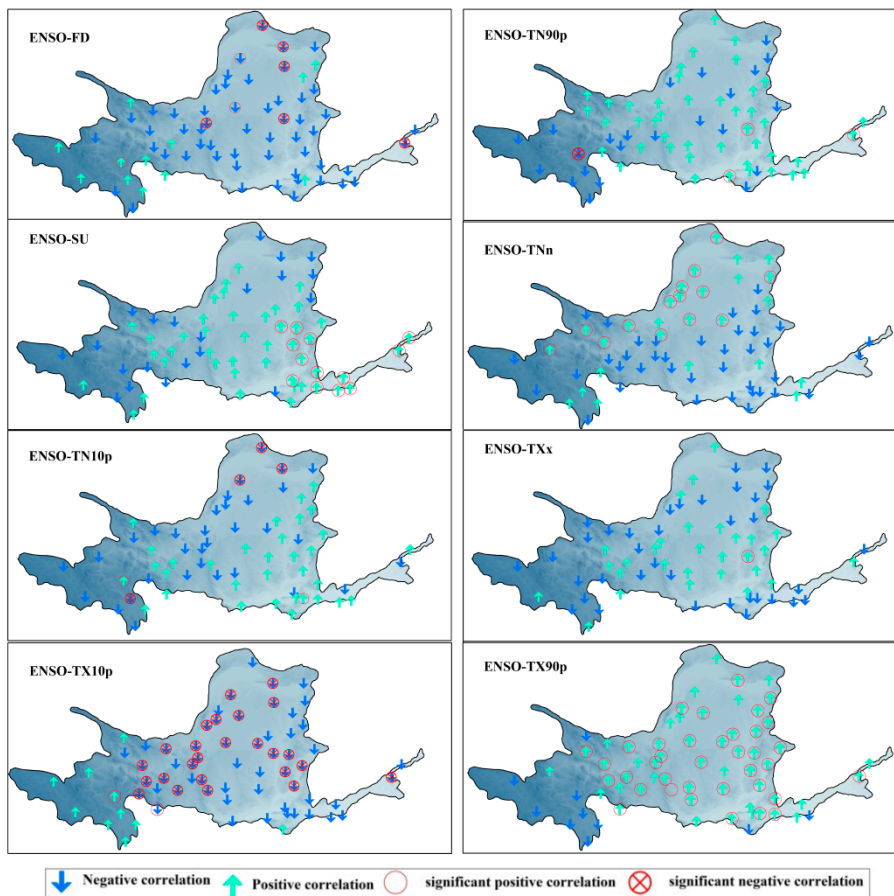 ENSO-FD
ENSO-TN90p
ENSO-SU
ENSO-TNn
ENSO-TN10p
ENSO-TXx
ENSO-TX10p
ENSO-TX90p
Negative correlation Positive correlation significant positive correlation significant negative correlation